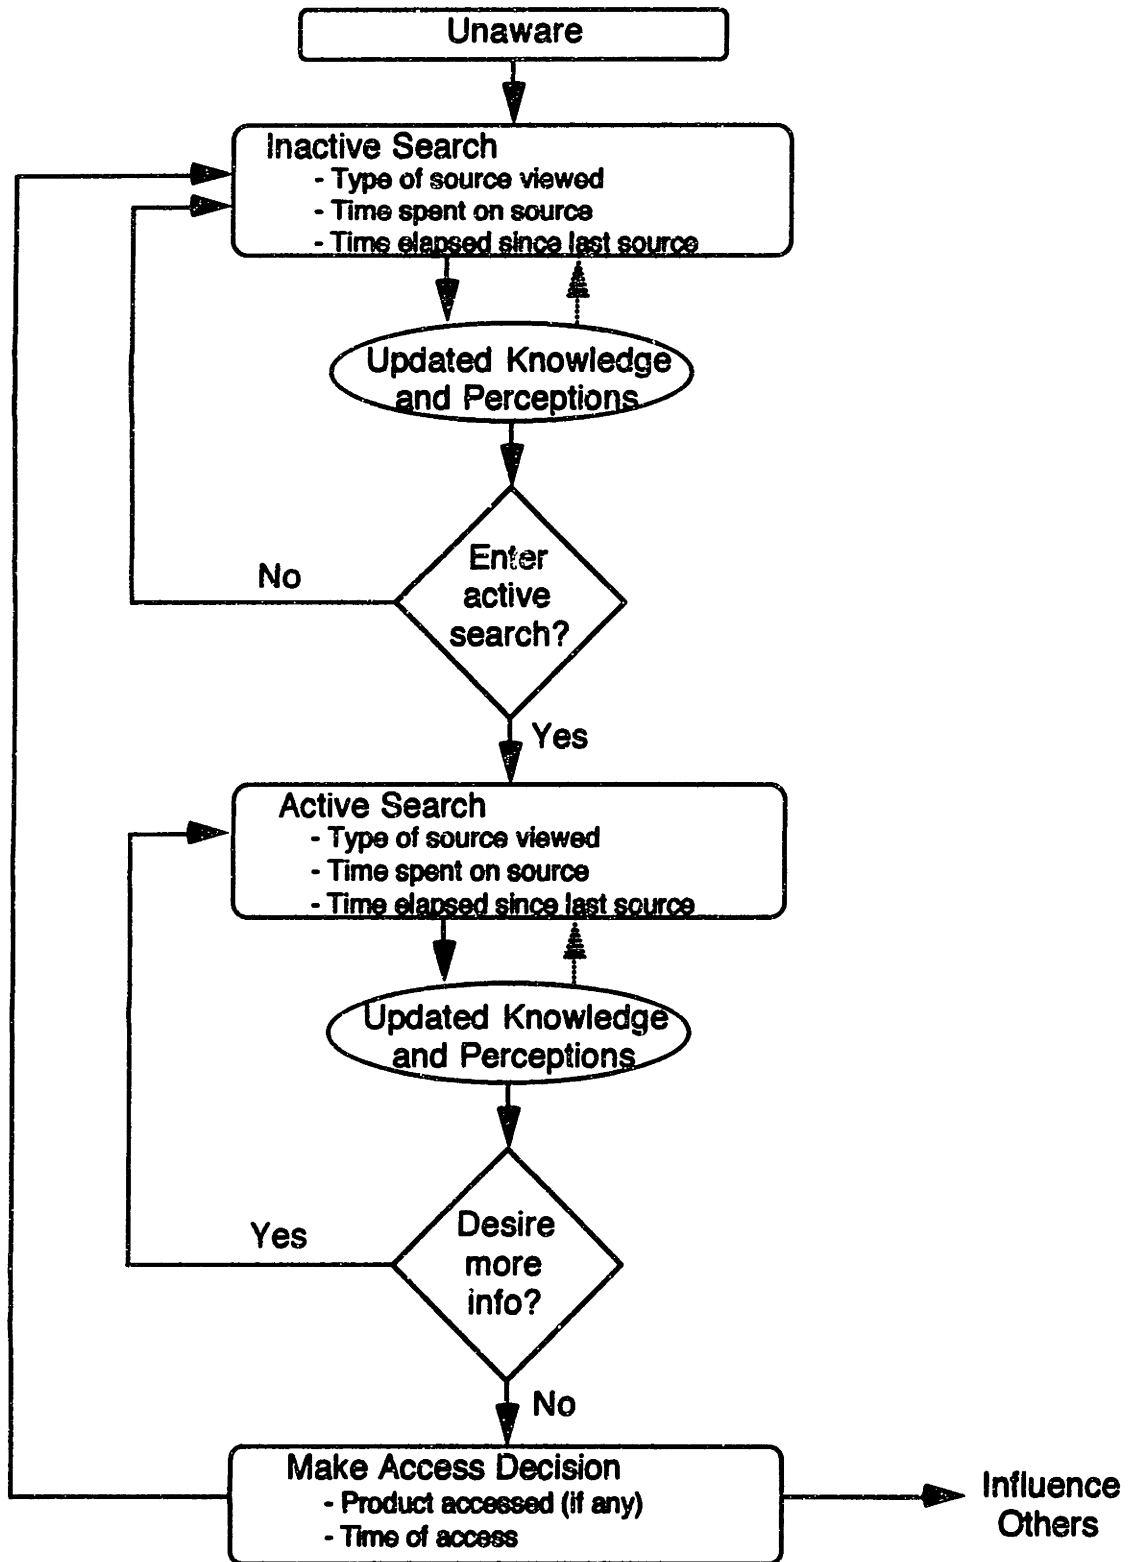 Unaware
Inactive Search
- Type of source viewed
- Time spent on source
- Time elapsed since last source
Updated Knowledge
and Perceptions
Enter
active
search?
No
Yes
Active Search
- Type of source viewed
- Time spent on source
- Time elapsed since last source
Updated Knowledge
and Perceptions
Desire
more
info?
Yes
No
Make Access Decision
- Product accessed (if any)
- Time of access
Influence
Others